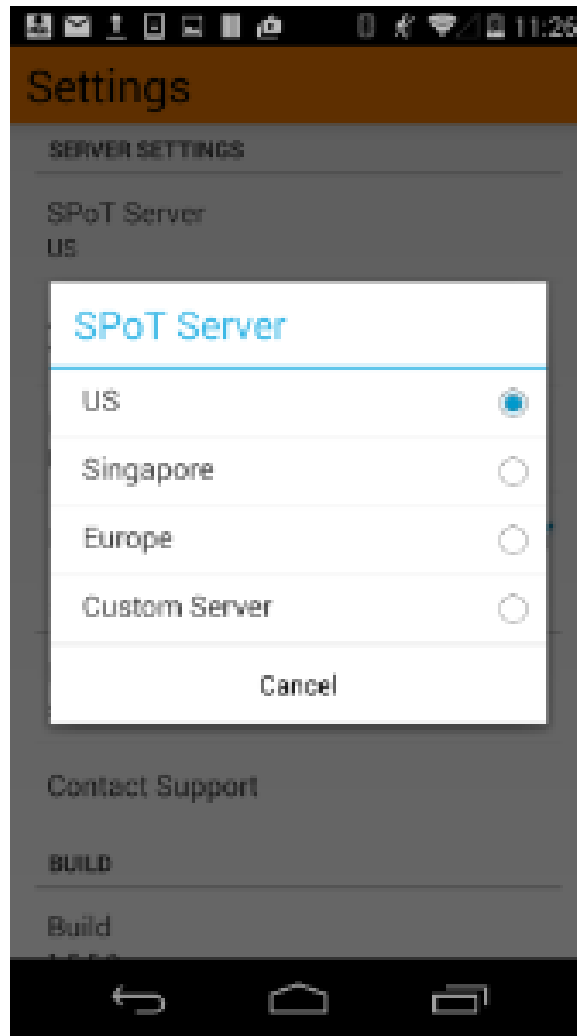 11:26
Settings
SERVER SETTINGS
SPoT Server
US
SPoT Server
US
Singapore
Europe
Custom Server
Cancel
Contact Support
BUILD
Build